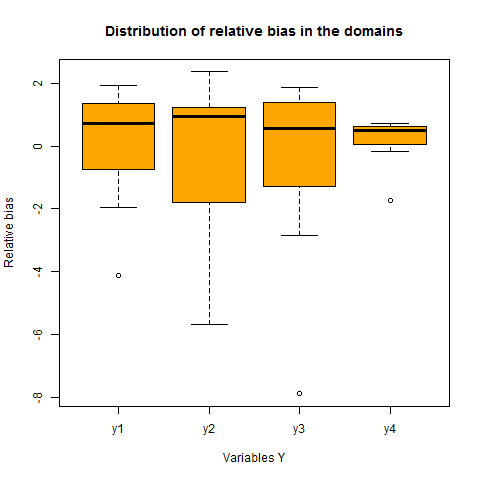 Distribution of relative bias in the domains
Relative bias
2
0
-2
-4
-6
-8
y1 y2 y3 y4
Variables Y